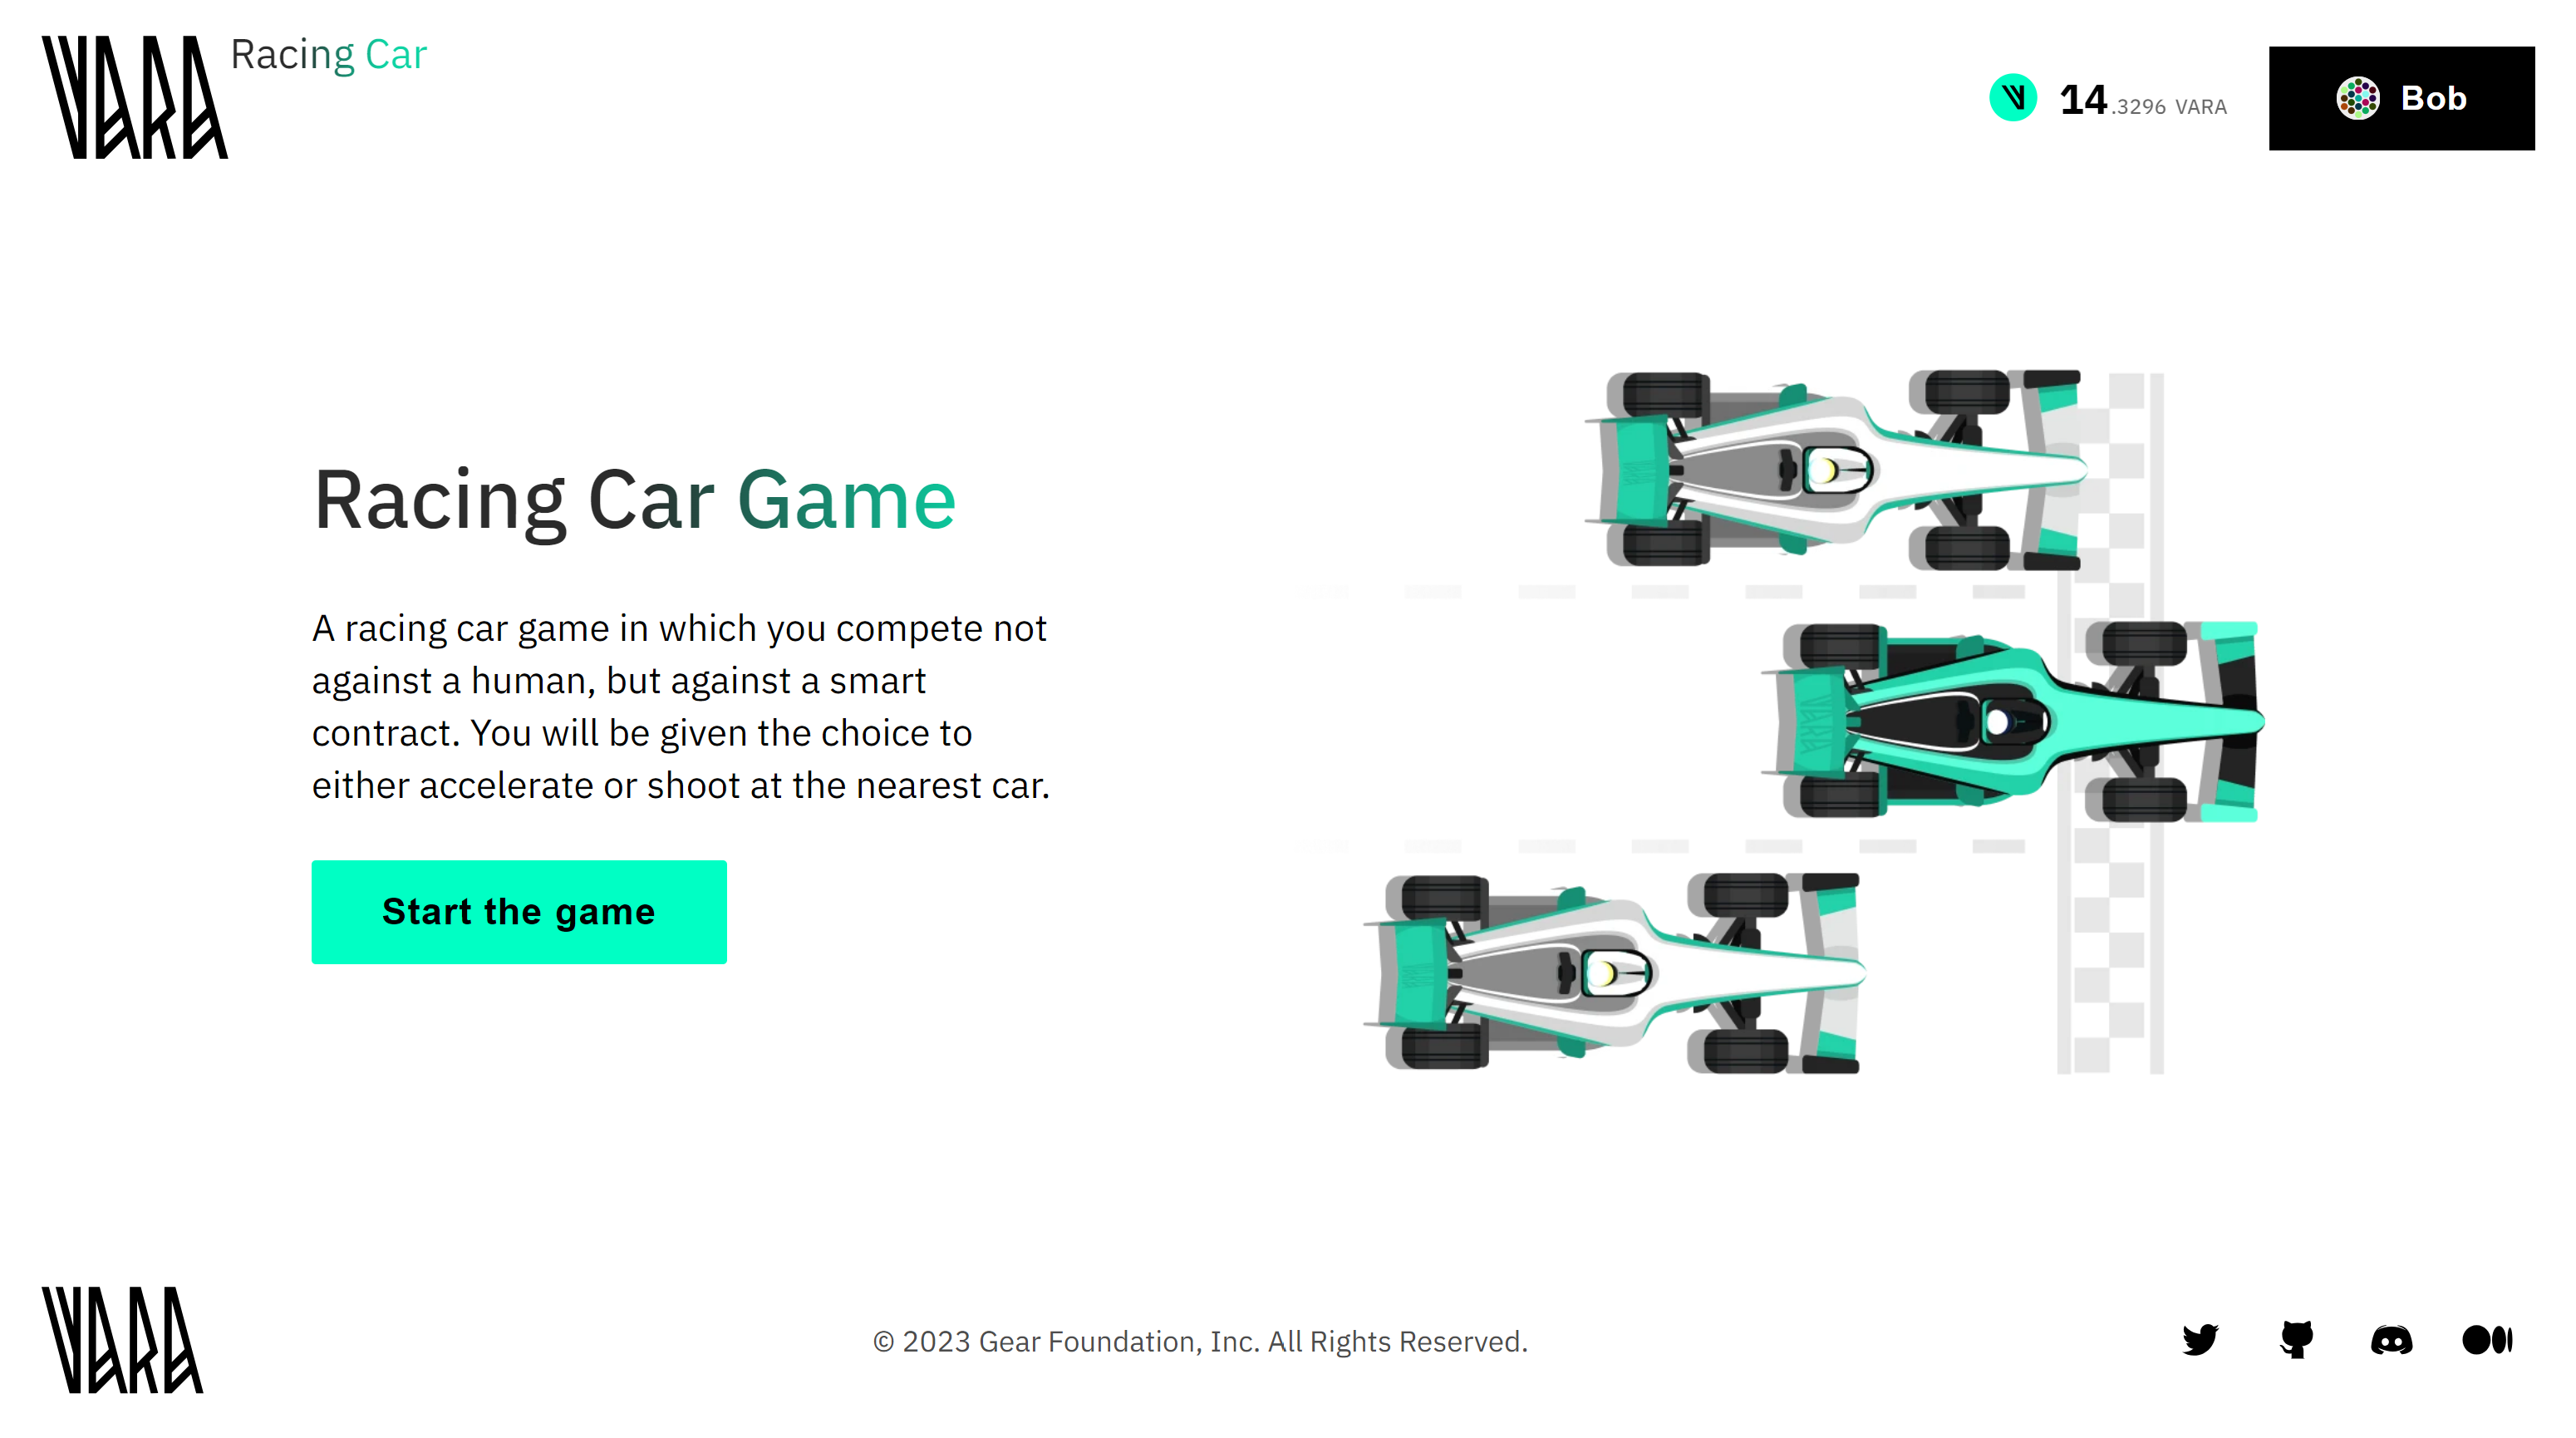 VARA Racing Car
14.3296 VARA
Bob
Racing Car Game
A racing car game in which you compete not
against a human, but against a smart
contract. You will be given the choice to
either accelerate or shoot at the nearest car.
Start the game
VARA
VARA
© 2023 Gear Foundation, Inc. All Rights Reserved.